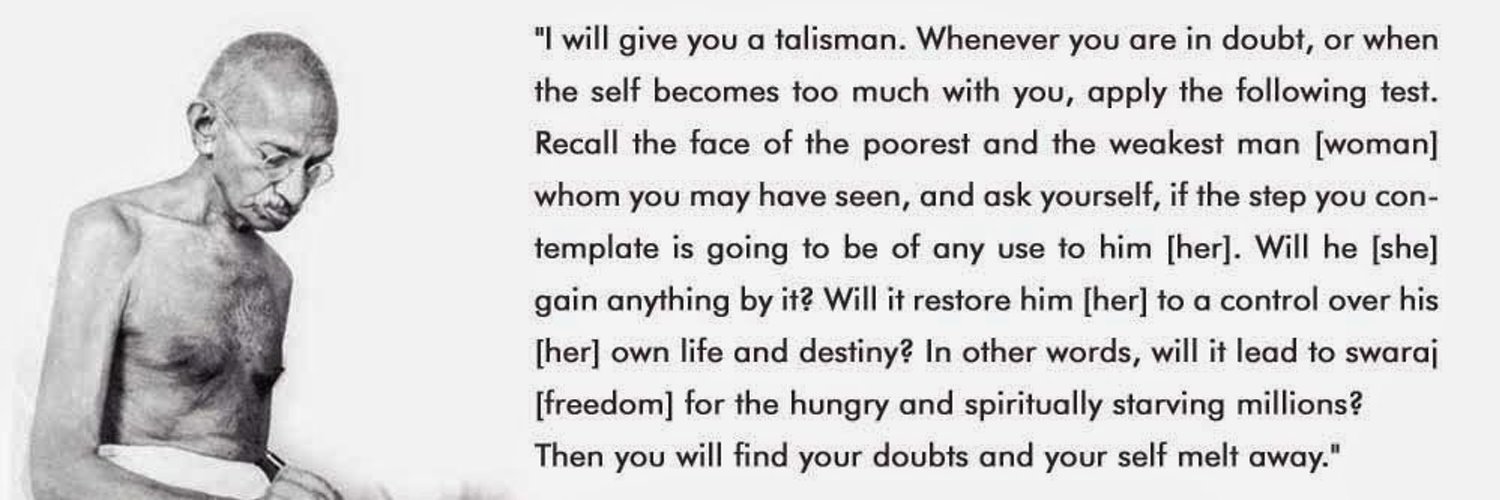 "I will give you a talisman. Whenever you are in doubt, or when
the self becomes too much with you, apply the following test.
Recall the face of the poorest and the weakest man [woman]
whom you may have seen, and ask yourself, if the step you con-
template is going to be of any use to him [her]. Will he [she]
gain anything by it? Will it restore him [her] to a control over his
[her] own life and destiny? In other words, will it lead to swaraj
[freedom] for the hungry and spiritually starving millions?
Then you will find your doubts and your self melt away."